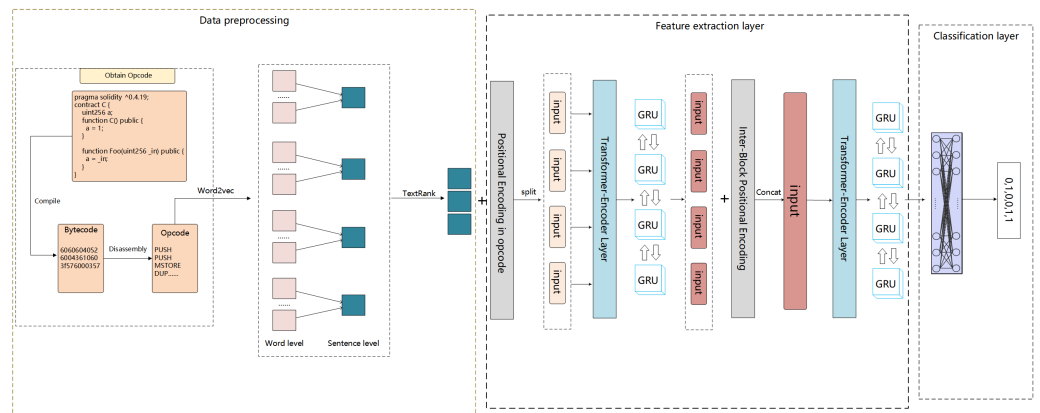 Data preprocessing
Feature extraction layer
Classification layer
Obtain Opcode
pragma solidity ^0.4.19;
contract C {
uint256 a;
function C() public {
a = 1;
}
function Foo(uint256 _in) public {
a = _in;
}
}
Compile
Bytecode
6060604052
6004361060
3f576000357
Disassembly
Opcode
PUSH
PUSH
MSTORE
DUP......
Word2vec
......
......
......
......
Word level
Sentence level
TextRank
+
Positional Encoding in opcode
split
input
input
input
input
Transformer-Encoder Layer
GRU
GRU
GRU
GRU
input
input
input
input
+
Inter-Block Positional Encoding
Concat
input
Transformer-Encoder Layer
GRU
GRU
GRU
GRU
......
......
0,1,0,0,1,1